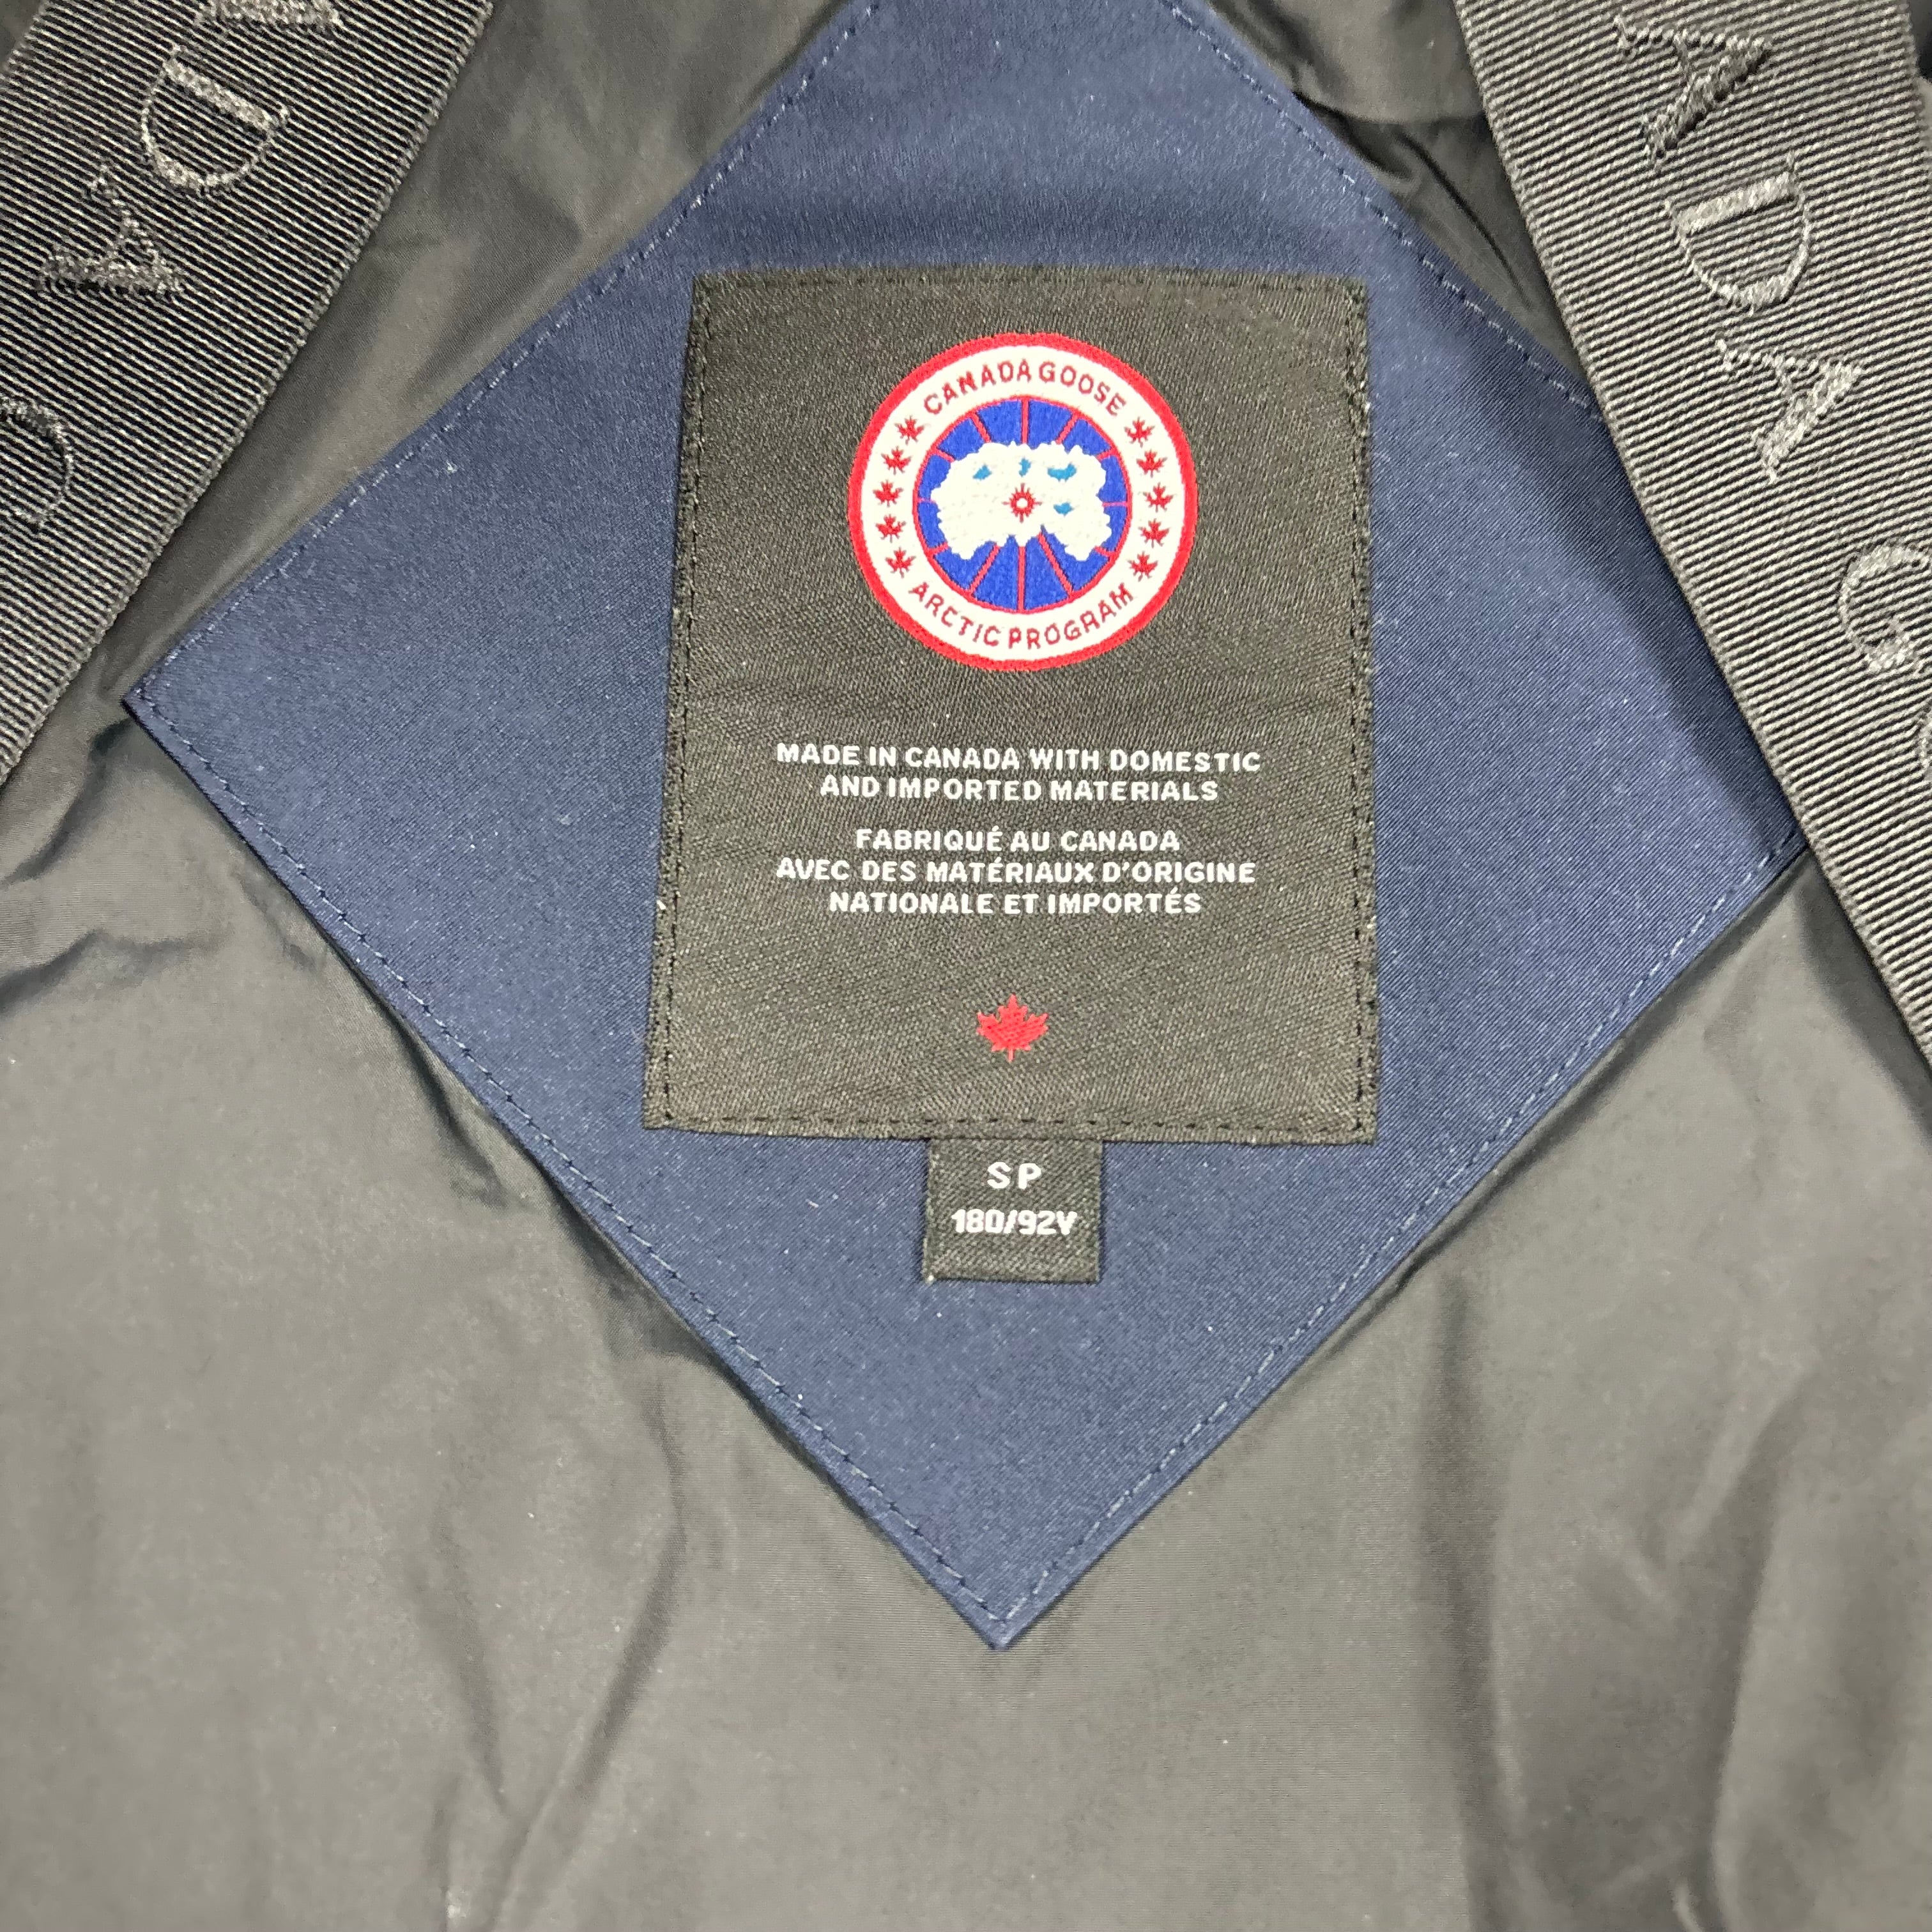 CANADA GOOSE
ARCTIC PROGRAM
MADE IN CANADA WITH DOMESTIC
AND IMPORTED MATERIALS
FABRIQUÉ AU CANADA
AVEC DES MATÉRIAUX D'ORIGINE
NATIONALE ET IMPORTÉS
SP
180/92V
ADA G